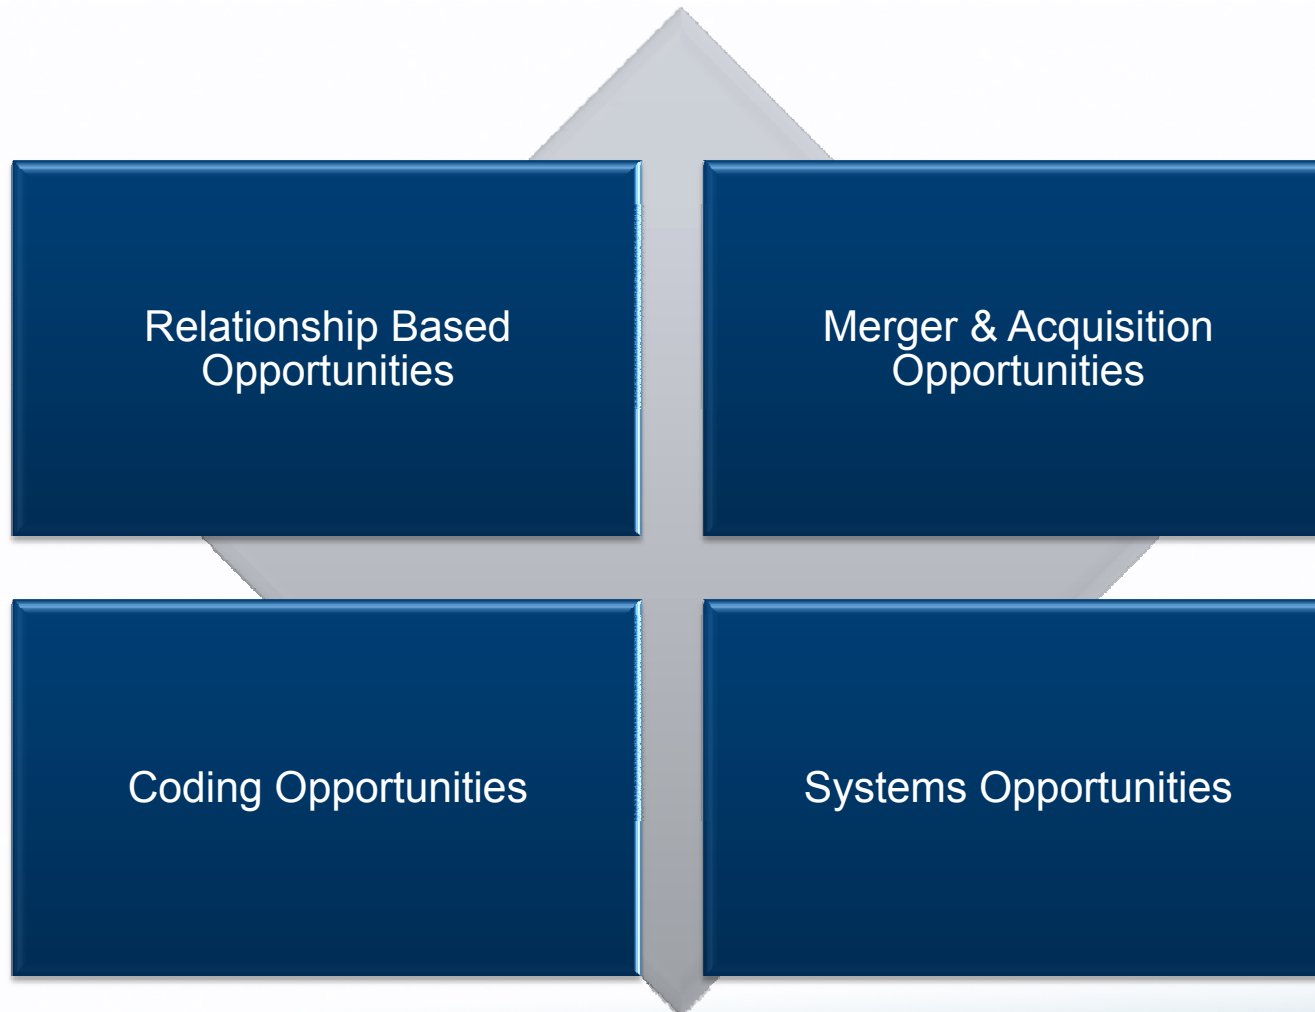 Relationship Based
Opportunities
Merger & Acquisition
Opportunities
Coding Opportunities
Systems Opportunities